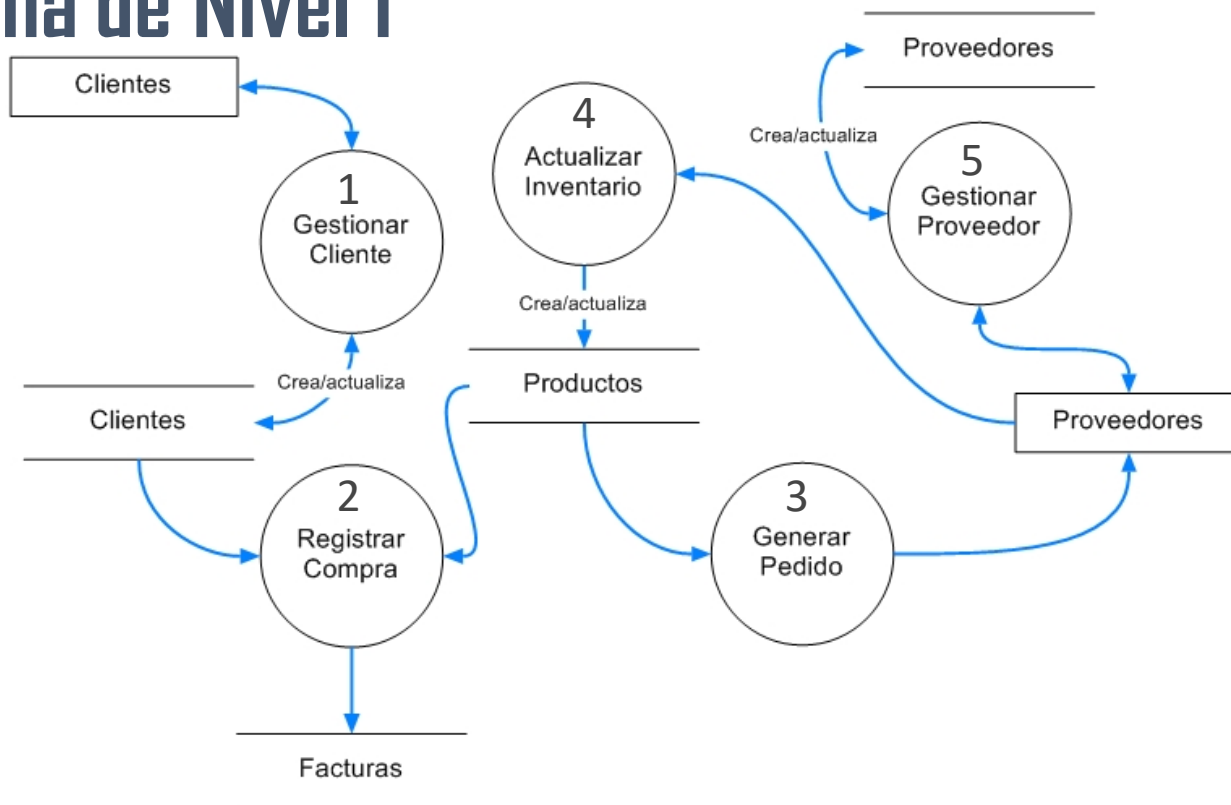 na de Nivel 1
Clientes
Proveedores
4
Actualizar
Inventario
Crea/actualiza
5
Gestionar
Proveedor
1
Gestionar
Cliente
Crea/actualiza
Crea/actualiza
Productos
Clientes
Proveedores
2
Registrar
Compra
3
Generar
Pedido
Facturas